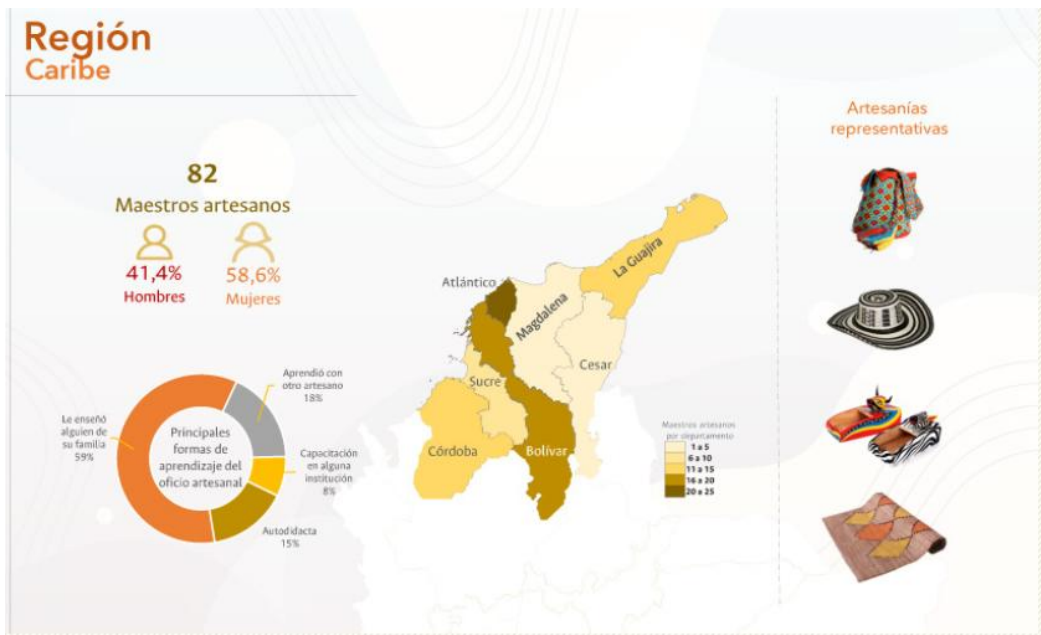 Región
Caribe
82
Maestros artesanos
41,4%
Hombres
58,6%
Mujeres
Le enseñó
alguien de
su familia
59%
Aprendió con
otro artesano
18%
Capacitación
en alguna
institución
8%
Autodidacta
15%
Principales
formas de
aprendizaje del
oficio artesanal
Atlántico
La Guajira
Magdalena
Cesar
Sucre
Córdoba
Bolívar
Maestros artesanos
por departamento
1 a 5
6 a 10
11 a 15
16 a 20
20 a 25
Artesanías
representativas